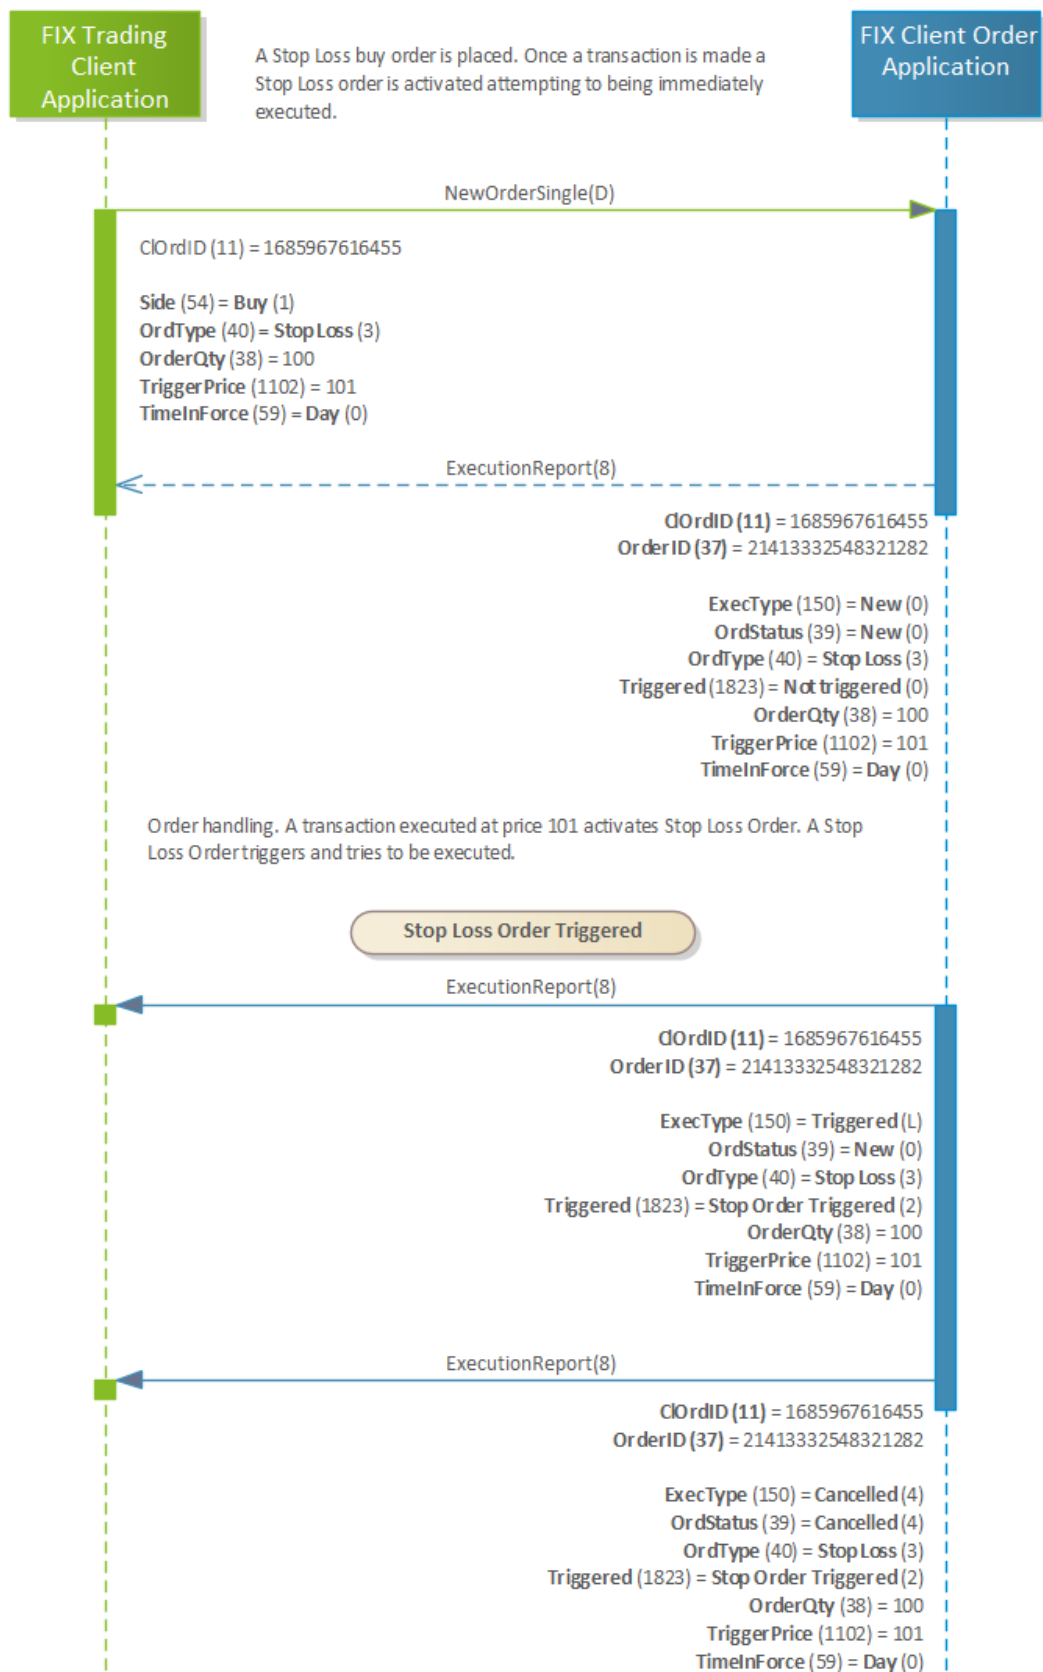 FIX Trading
Client
Application
A Stop Loss buy order is placed. Once a transaction is made a
Stop Loss order is activated attempting to being immediately
executed.
FIX Client Order
Application
NewOrderSingle(D)
ClOrdID (11) = 1685967616455
Side (54) = Buy (1)
OrdType (40) = Stop Loss (3)
OrderQty (38) = 100
TriggerPrice (1102) = 101
TimeInForce (59) = Day (0)
ExecutionReport(8)
ClOrdID (11) = 1685967616455
OrderID (37) = 21413332548321282
ExecType (150) = New (0)
OrdStatus (39) = New (0)
OrdType (40) = Stop Loss (3)
Triggered (1823) = Not triggered (0)
OrderQty (38) = 100
TriggerPrice (1102) = 101
TimeInForce (59) = Day (0)
Order handling. A transaction executed at price 101 activates Stop Loss Order. A Stop
Loss Order triggers and tries to be executed.
Stop Loss Order Triggered
ExecutionReport(8)
ClOrdID (11) = 1685967616455
OrderID (37) = 21413332548321282
ExecType (150) = Triggered (L)
OrdStatus (39) = New (0)
OrdType (40) = Stop Loss (3)
Triggered (1823) = Stop Order Triggered (2)
OrderQty (38) = 100
TriggerPrice (1102) = 101
TimeInForce (59) = Day (0)
ExecutionReport(8)
ClOrdID (11) = 1685967616455
OrderID (37) = 21413332548321282
ExecType (150) = Cancelled (4)
OrdStatus (39) = Cancelled (4)
OrdType (40) = Stop Loss (3)
Triggered (1823) = Stop Order Triggered (2)
OrderQty (38) = 100
TriggerPrice (1102) = 101
TimeInForce (59) = Day (0)